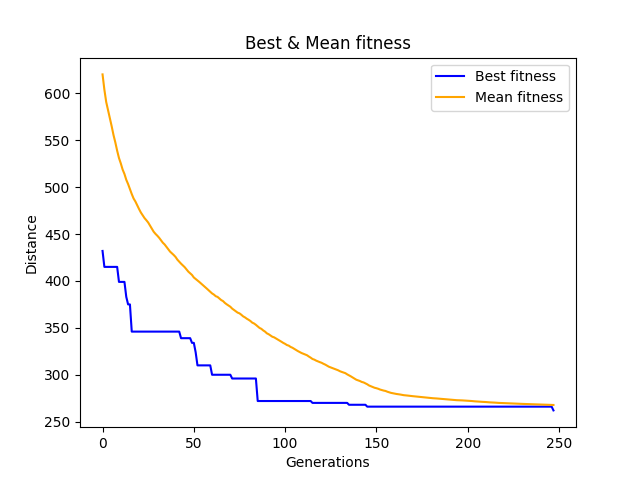 Best & Mean fitness
Best fitness
Mean fitness
600
550
500
450
400
350
300
250
Distance
0 50 100 150 200 250
Generations